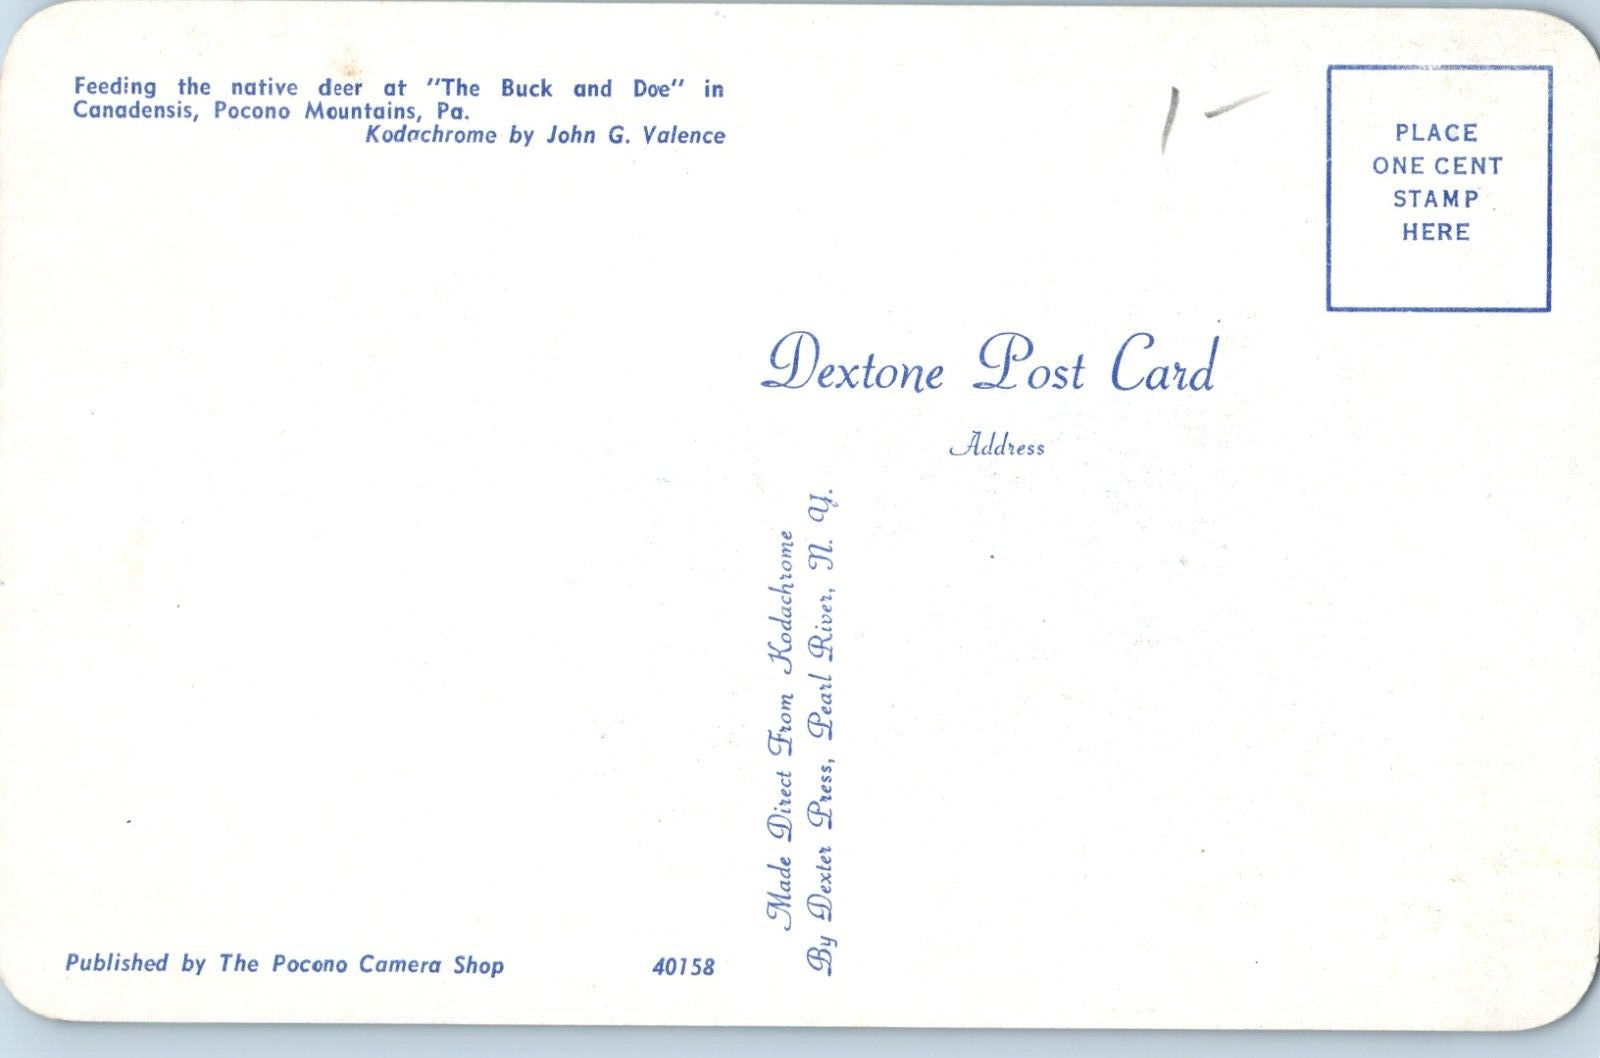 Feeding the native deer at "The Buck and Doe" in
Canadensis, Pocono Mountains, Pa.
Kodachrome by John G. Valence
1 -
PLACE
ONE CENT
STAMP
HERE
Dextone Post Card
Address
Made Direct From Kodachrome
By Dexter Press, Pearl River, N. Y.
Published by The Pocono Camera Shop
40158